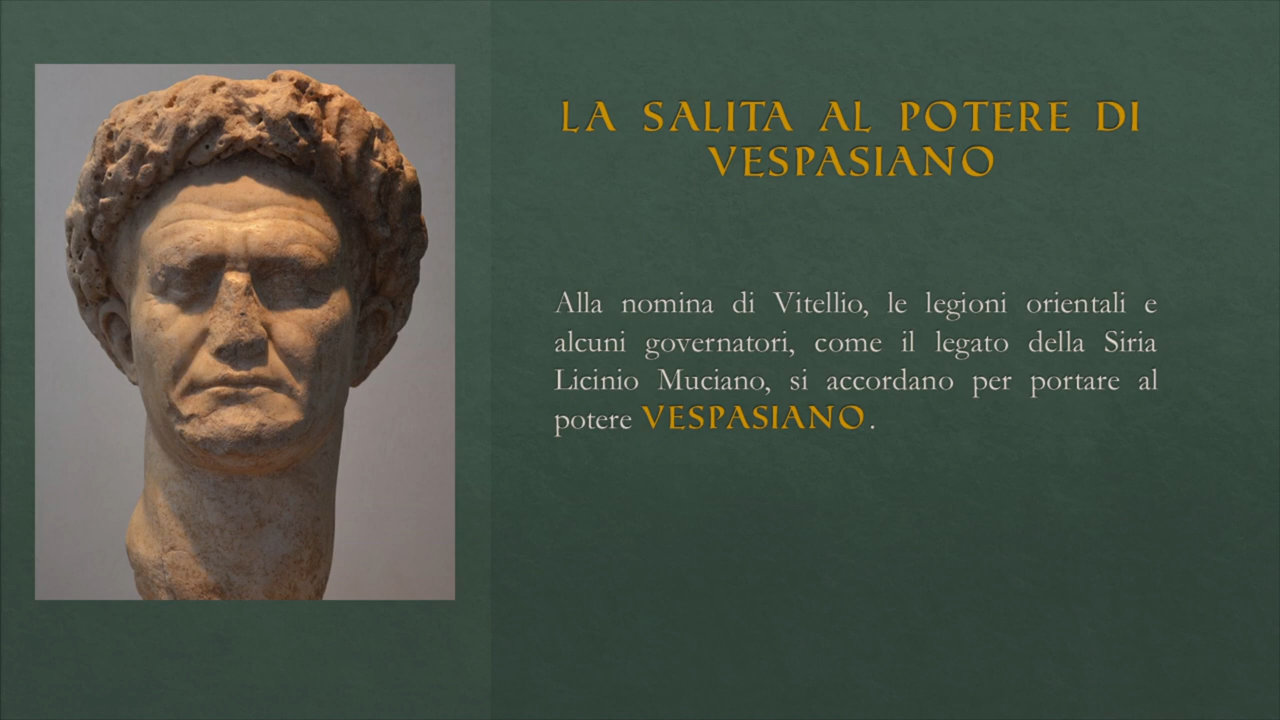 LA SALITA AL POTERE DI
VESPASIANO
Alla nomina di Vitellio, le legioni orientali e
alcuni governatori, come il legato della Siria
Licinio Muciano, si accordano per portare al
potere VESPASIANO.